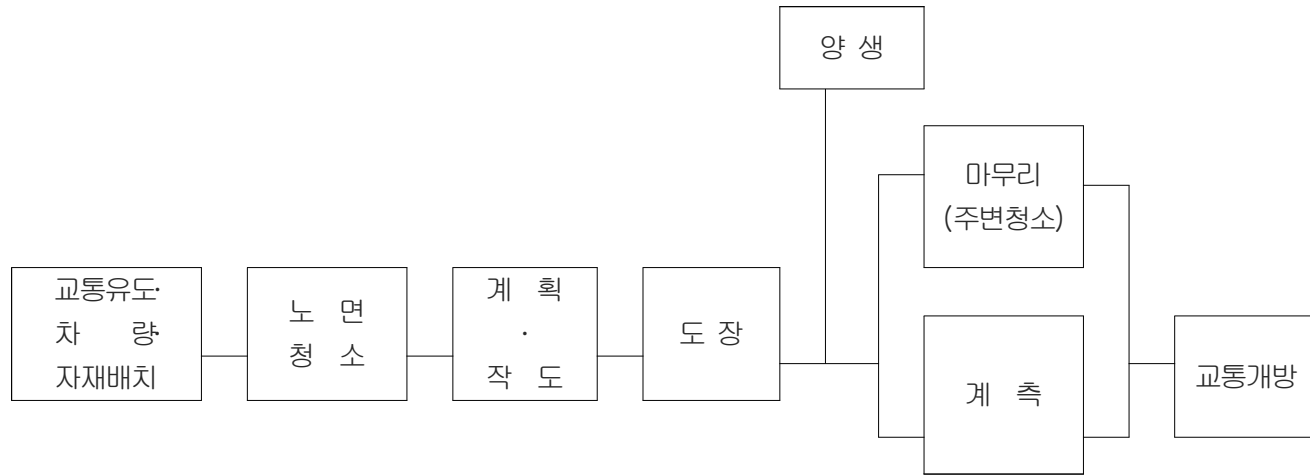 교통유도·
차 량·
자재배치
노 면
청 소
계 획
·
작 도
도 장
양 생
마무리
(주변청소)
계 측
교통개방